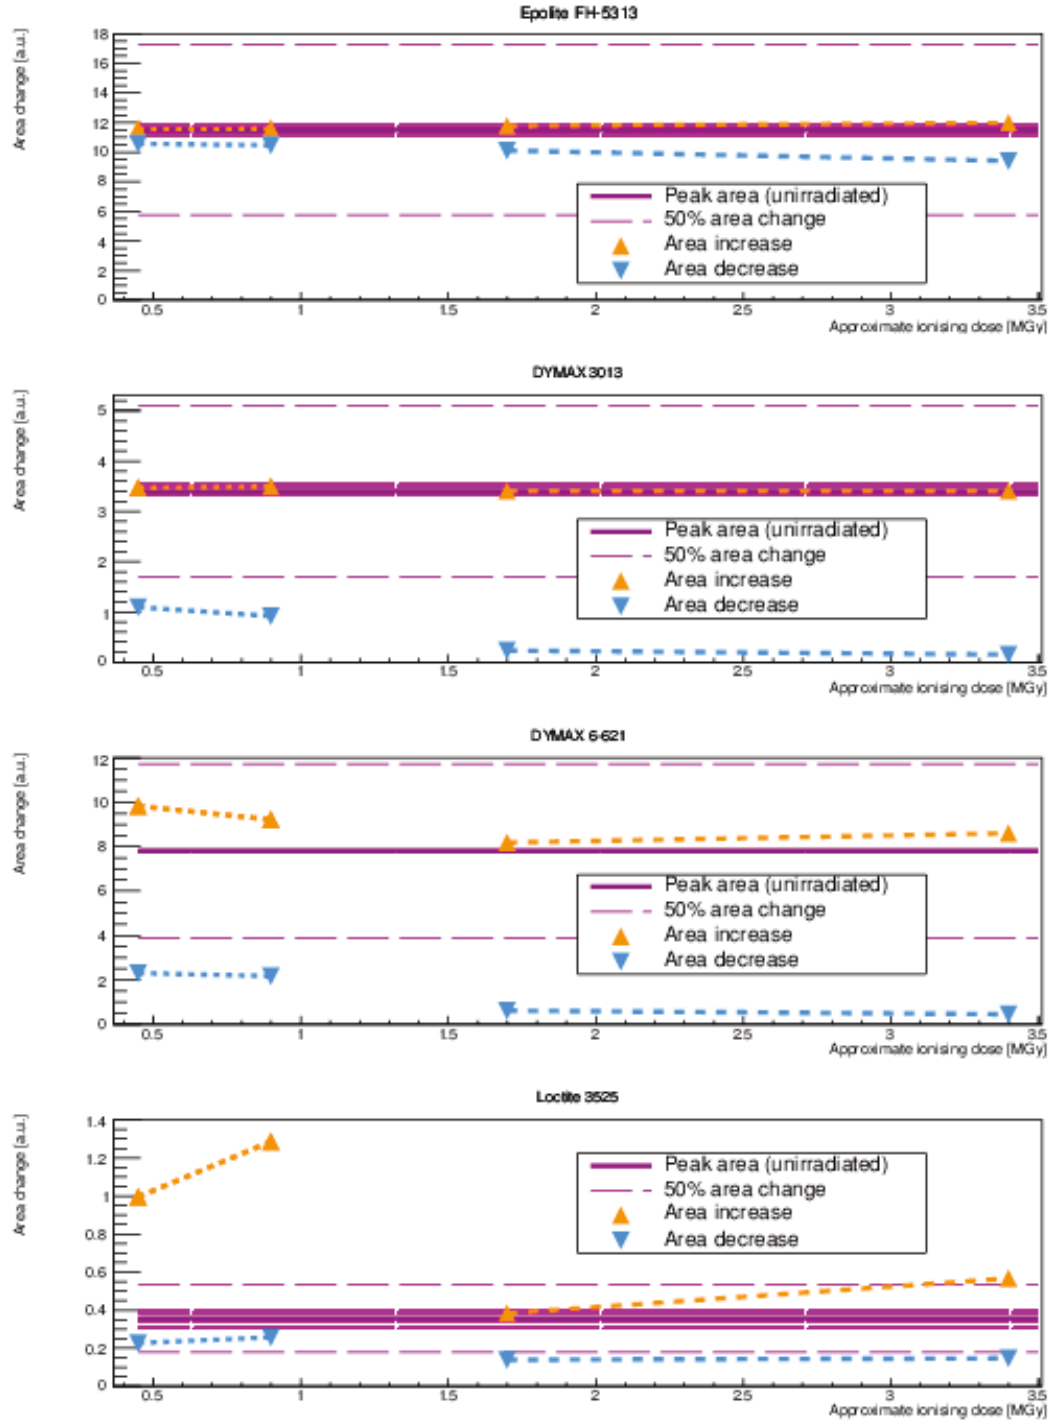 Epolite FH-5313
Area change [a.u.]
18
16
14
12
10
8
6
4
2
0
Peak area (unirradiated)
50% area change
Area increase
Area decrease
0.5 1 1.5 2 2.5 3 3.5
Approximate ionising dose [MGy]
DYMAX 3013
Area change [a.u.]
5
4
3
2
1
0
Peak area (unirradiated)
50% area change
Area increase
Area decrease
0.5 1 1.5 2 2.5 3 3.5
Approximate ionising dose [MGy]
DYMAX 6-621
Area change [a.u.]
12
10
8
6
4
2
0
Peak area (unirradiated)
50% area change
Area increase
Area decrease
0.5 1 1.5 2 2.5 3 3.5
Approximate ionising dose [MGy]
Loctite 3525
Area change [a.u.]
1.4
1.2
1
0.8
0.6
0.4
0.2
0
Peak area (unirradiated)
50% area change
Area increase
Area decrease
0.5 1 1.5 2 2.5 3 3.5
Approximate ionising dose [MGy]